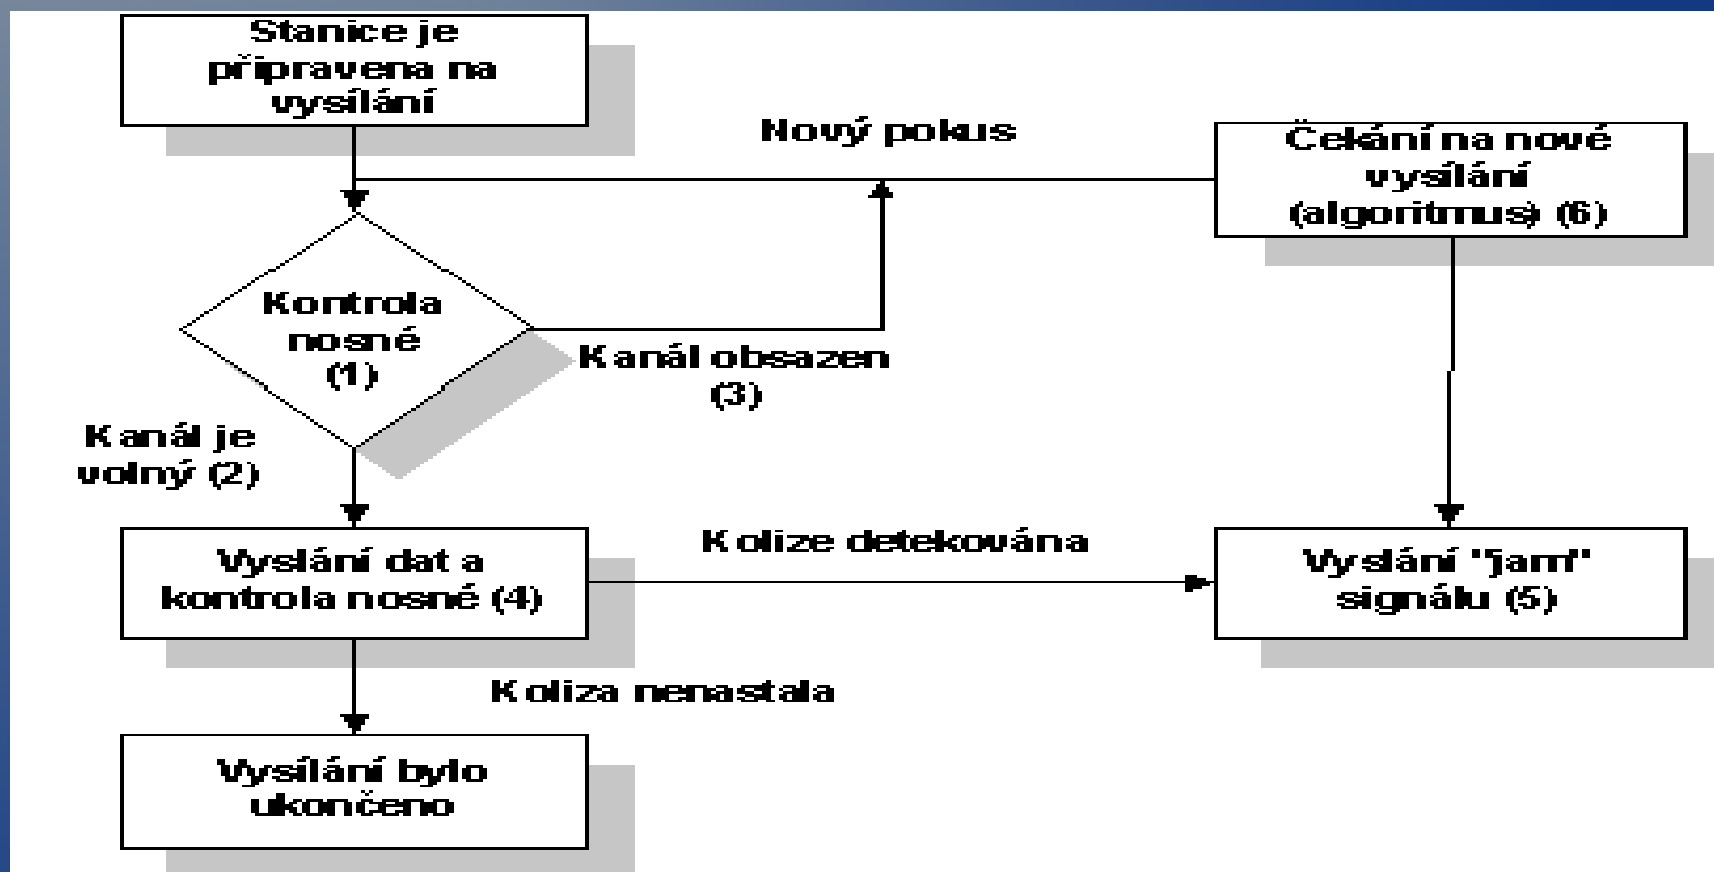 Stanice je
připravena na
vysílání
Nový pokus
Čekání na nové
vysílání
(algoritmus) (6)
Kontrola
nosné
(1)
Kanál obsazen
(3)
Kanál je
volný (2)
Vyslání dat a
kontrola nosné (4)
Kolize detekována
Vyslání "jam"
signálu (5)
Koliza nenastala
Vysílání bylo
ukončeno